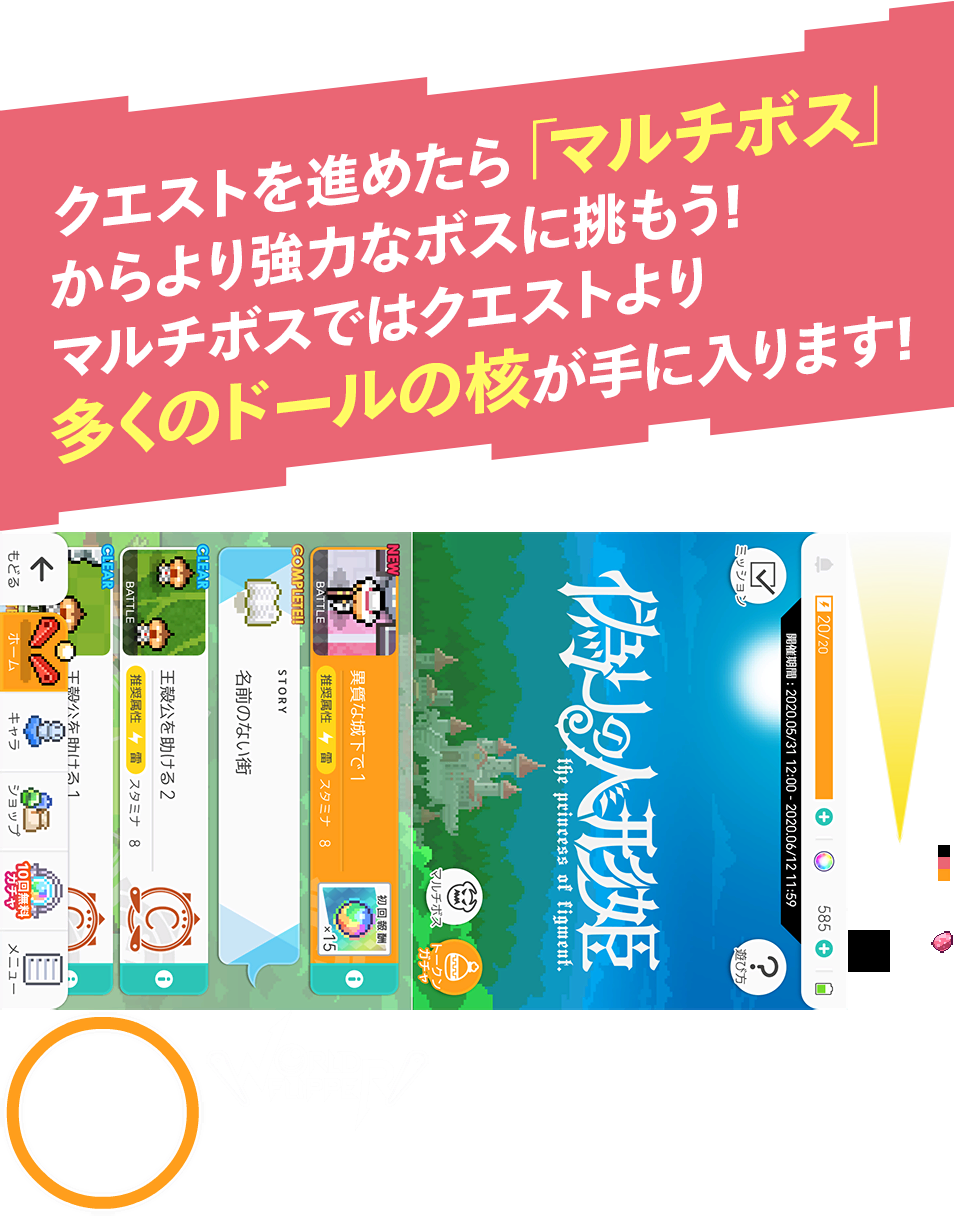 クエストを進めたら「マルチボス」
からより強力なボスに挑もう!
マルチボスではクエストより
多くのドールの核が手に入ります!
20/20
585
開催期間：2020.05/31 12:00 - 2020.06/12 11:59
ミッション
遊び方
偽りの人形姫
the princess of figment.
マルチボス
トークン
ガチャ
NEW
BATTLE
異質な城下で1
推奨属性 雷 スタミナ 8
初回報酬
×15
COMPLETE!!
STORY
名前のない街
CLEAR
BATTLE
王殻公を助ける2
推奨属性 雷 スタミナ 8
CLEAR
王殻公を助ける1
もどる
ホーム
キャラ
ショップ
10回無料
ガチャ
メニュー